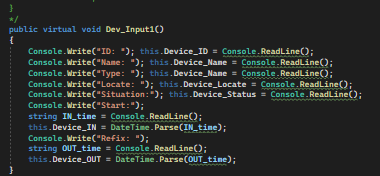 }
*/
public virtual void Dev_Input1()
{
Console.Write("ID: "); this.Device_ID = Console.ReadLine();
Console.Write("Name: "); this.Device_Name = Console.ReadLine();
Console.Write("Type: "); this.Device_Name = Console.ReadLine();
Console.Write("Locate: "); this.Device_Locate = Console.ReadLine();
Console.Write("Situation:"); this.Device_Status = Console.ReadLine();
Console.Write("Start:");
string IN_time = Console.ReadLine();
this.Device_IN = DateTime.Parse(IN_time);
Console.Write("Refix: ");
string OUT_time = Console.ReadLine();
this.Device_OUT = DateTime.Parse(OUT_time);
}